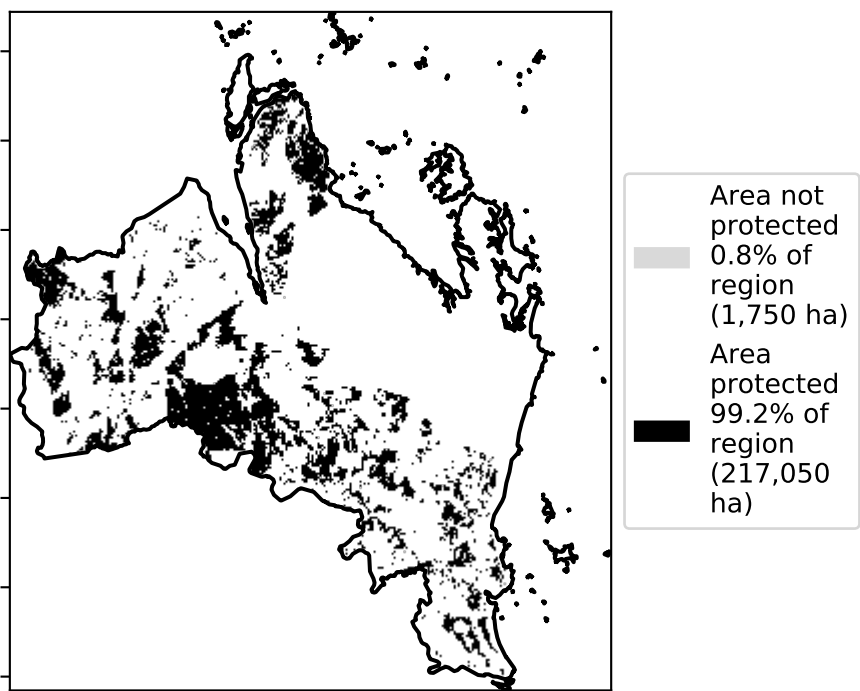 Area not
protected
0.8% of
region
(1,750 ha)
Area
protected
99.2% of
region
(217,050
ha)